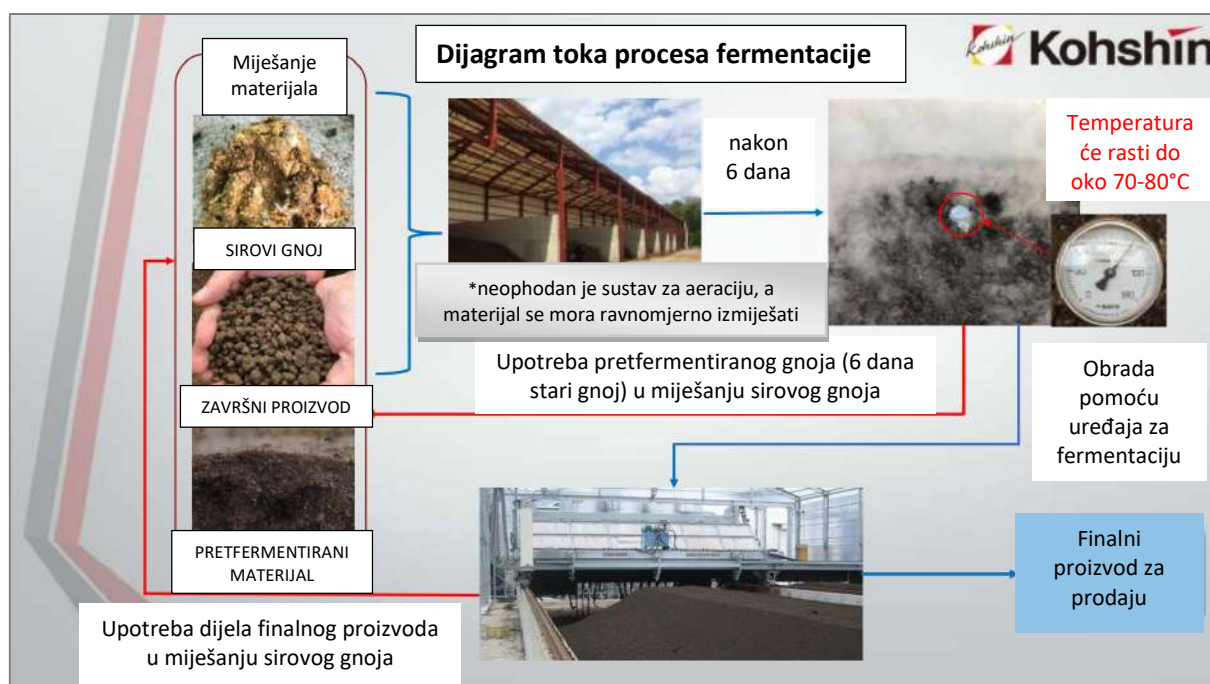 Dijagram toka procesa fermentacije
Kohshin
Kohshin
Miješanje
materijala
SIROVI GNOJ
ZAVRŠNI PROIZVOD
PRETFERMENTIRANI
MATERIJAL
nakon
6 dana
Temperatura
će rasti do
oko 70-80°C
*neophodan je sustav za aeraciju, a
materijal se mora ravnomjerno izmiješati
Upotreba pretfermentiranog gnoja (6 dana
stari gnoj) u miješanju sirovog gnoja
Obrada
pomoću
uređaja za
fermentaciju
Finalni
proizvod za
prodaju
Upotreba dijela finalnog proizvoda
u miješanju sirovog gnoja